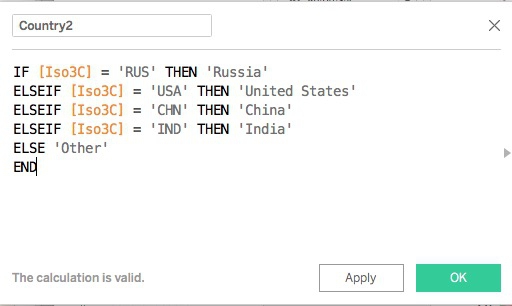 Country2
IF [Iso3C] = 'RUS' THEN 'Russia'
ELSEIF [Iso3C] = 'USA' THEN 'United States'
ELSEIF [Iso3C] = 'CHN' THEN 'China'
ELSEIF [Iso3C] = 'IND' THEN 'India'
ELSE 'Other'
END
The calculation is valid.
Apply
OK